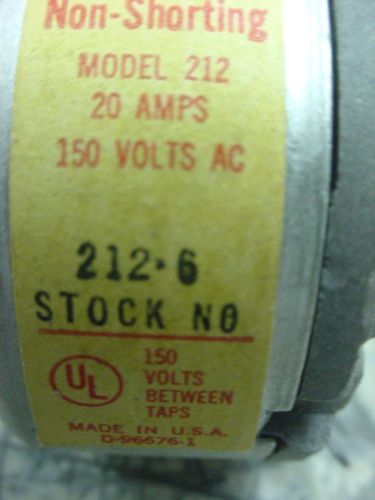 Non-Shorting
MODEL 212
20 AMPS
150 VOLTS AC
212-6
STOCK NO
UL
150
VOLTS
BETWEEN
TAPS
MADE IN U.S.A.
D-96676-1